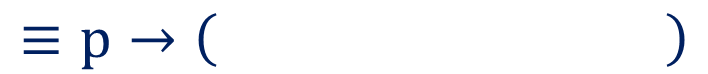 ≡ p → (                    )